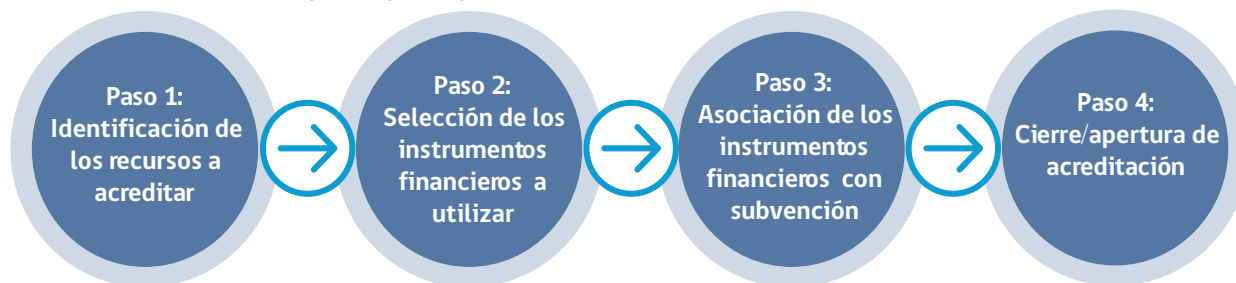 Paso 1:
Identificación de
los recursos a
acreditar
Paso 2:
Selección de los
instrumentos
financieros a
utilizar
Paso 3:
Asociación de los
instrumentos
financieros con
subvención
Paso 4:
Cierre/apertura de
acreditación